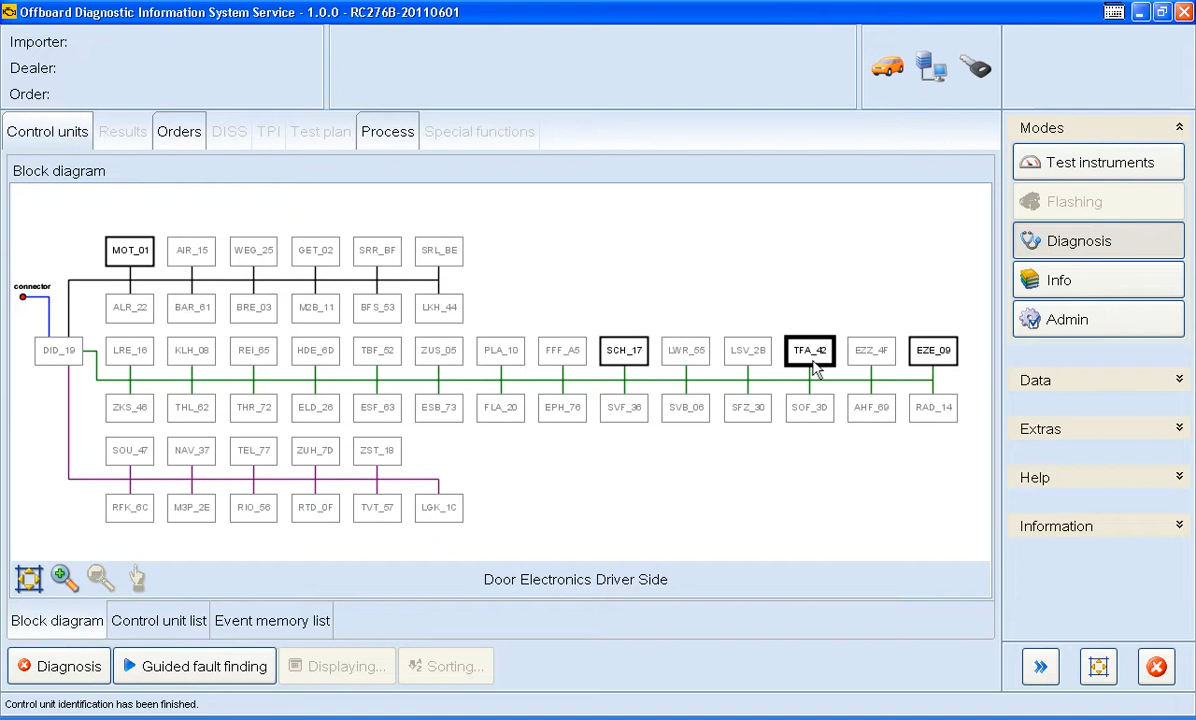 Offboard Diagnostic Information System Service - 1.0.0 - RC276B-20110601
Importer:
Dealer:
Order:
Control units Results Orders DISS TPI Test plan Process Special functions
Block diagram
MOT_01 AIR_15 WEG_25 GET_02 SRR_BF SRL_BE
connector
ALR_22 BAR_61 BRE_03 M2B_11 BFS_53 LKH_44
DID_19 LRE_16 KLH_08 REI_65 HDE_6D TBF_52 ZUS_05 PLA_10 FFF_A5 SCH_17 LWR_55 LSV_2B TFA_42 EZZ_4F EZE_09
ZKS_46 THL_62 THR_72 ELD_26 ESF_63 ESB_73 FLA_20 EPH_76 SVF_36 SVB_06 SFZ_30 SOF_3D AHF_69 RAD_14
SOU_47 NAV_37 TEL_77 ZUH_7D ZST_18
RFK_6C M3P_2E RIO_56 RTD_0F TVT_57 LGK_1C
Door Electronics Driver Side
Block diagram Control unit list Event memory list
Diagnosis Guided fault finding Displaying... Sorting...
Control unit identification has been finished.
Modes
Test instruments
Flashing
Diagnosis
Info
Admin
Data
Extras
Help
Information